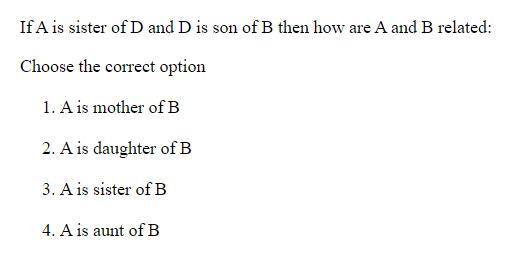 If A is sister of D and D is son of B then how are A and B related:
Choose the correct option
1. A is mother of B
2. A is daughter of B
3. A is sister of B
4. A is aunt of B